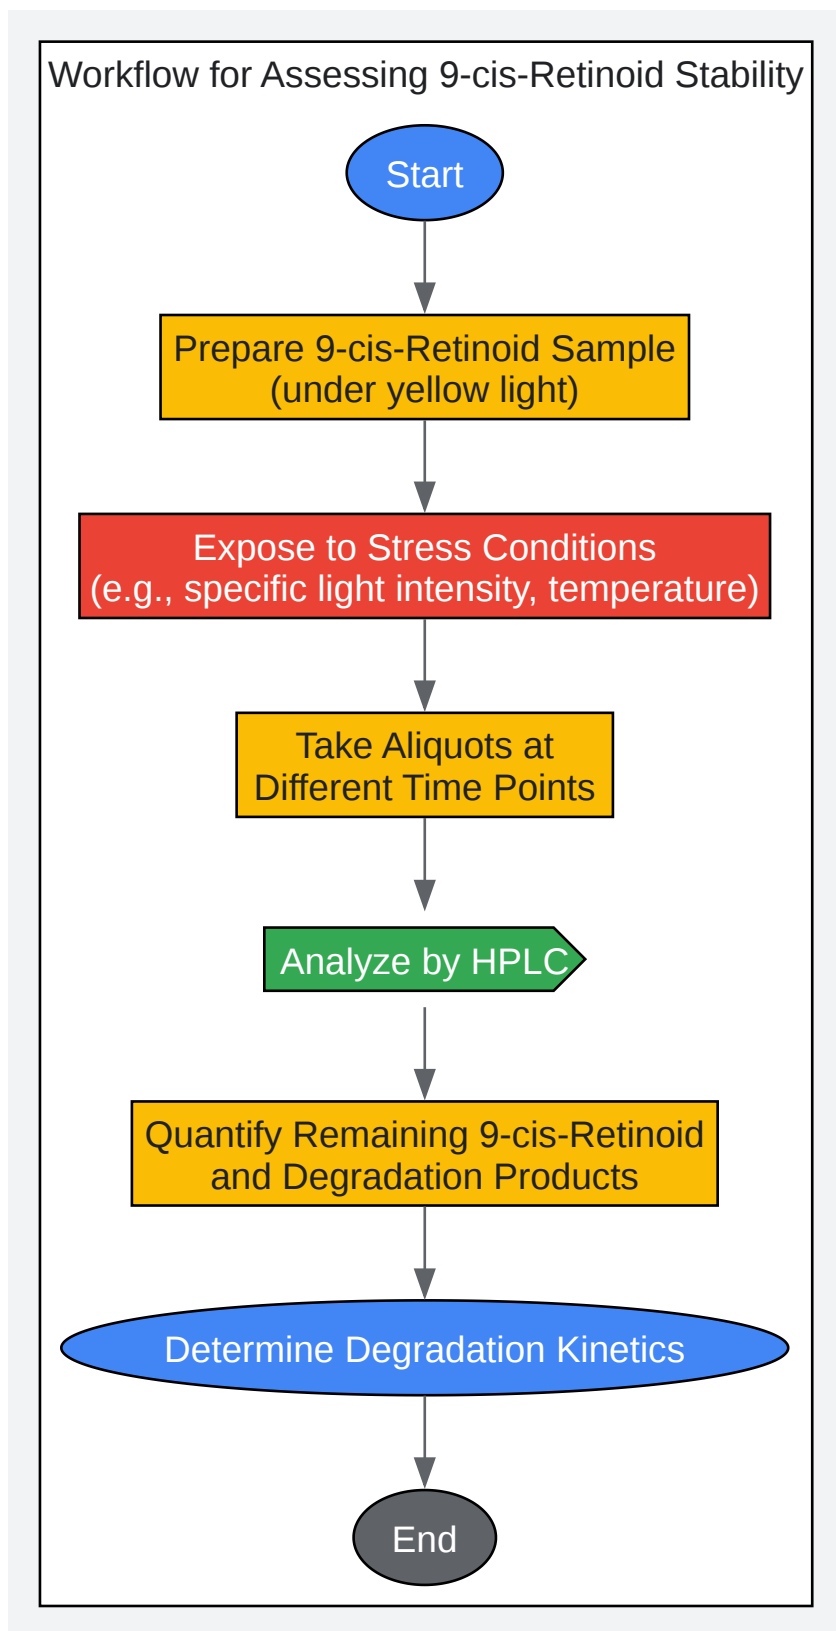 Workflow for Assessing 9-cis-Retinoid Stability
Start
Prepare 9-cis-Retinoid Sample
(under yellow light)
Expose to Stress Conditions
(e.g., specific light intensity, temperature)
Take Aliquots at
Different Time Points
Analyze by HPLC
Quantify Remaining 9-cis-Retinoid
and Degradation Products
Determine Degradation Kinetics
End